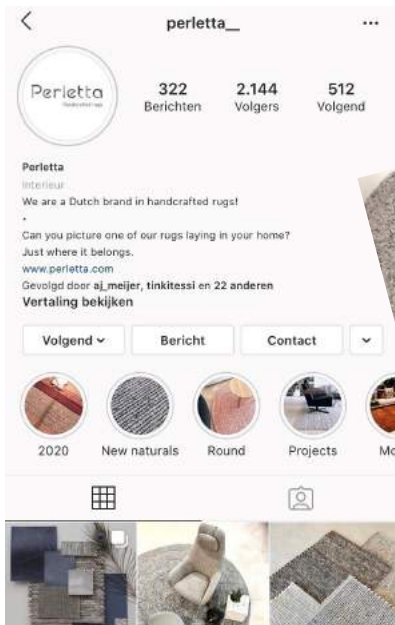 perletta__
Perletta
Handcrafted rugs
322 2.144 512
Berichten Volgers Volgend
Perletta
Interieur
We are a Dutch brand in handcrafted rugs!
.
Can you picture one of our rugs laying in your home?
Just where it belongs.
www.perletta.com
Gevolgd door aj_meijer, tinkitessi en 22 anderen
Vertaling bekijken
Volgend Bericht Contact
2020 New naturals Round Projects Mo